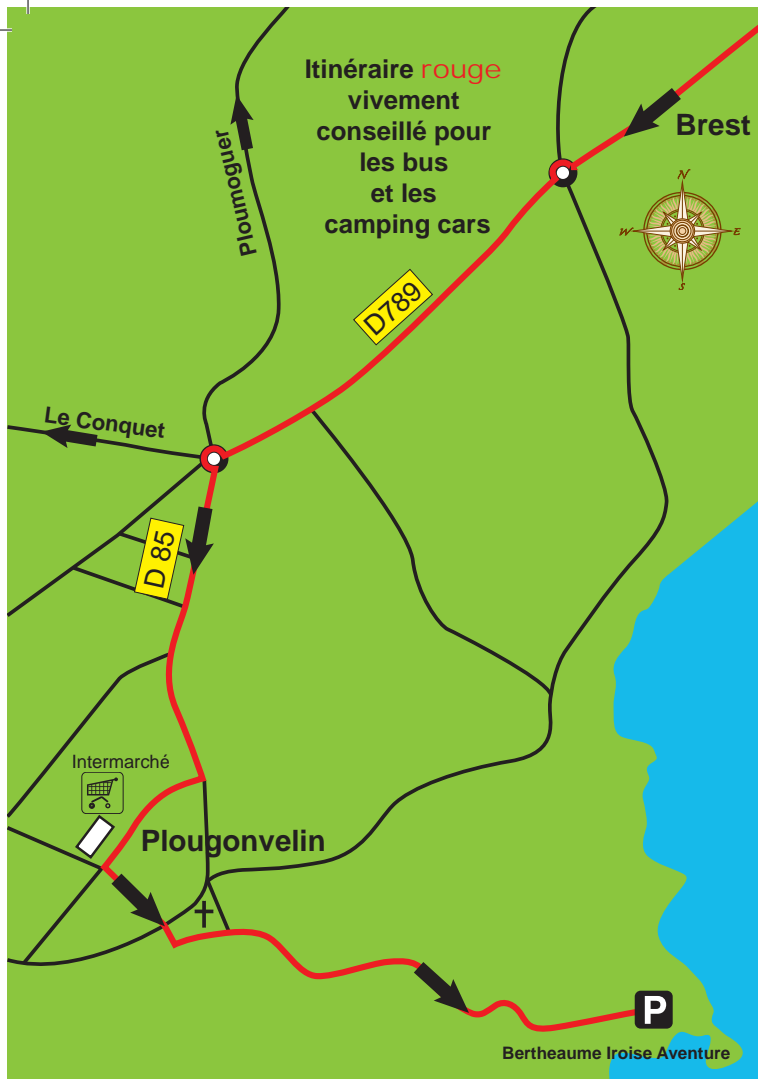 Itinéraire rouge
vivement
conseillé pour
les bus
et les
camping cars
Brest
N
W
E
S
Ploumoguer
D789
Le Conquet
D 85
Intermarché
Plougonvelin
P
Bertheaume Iroise Aventure